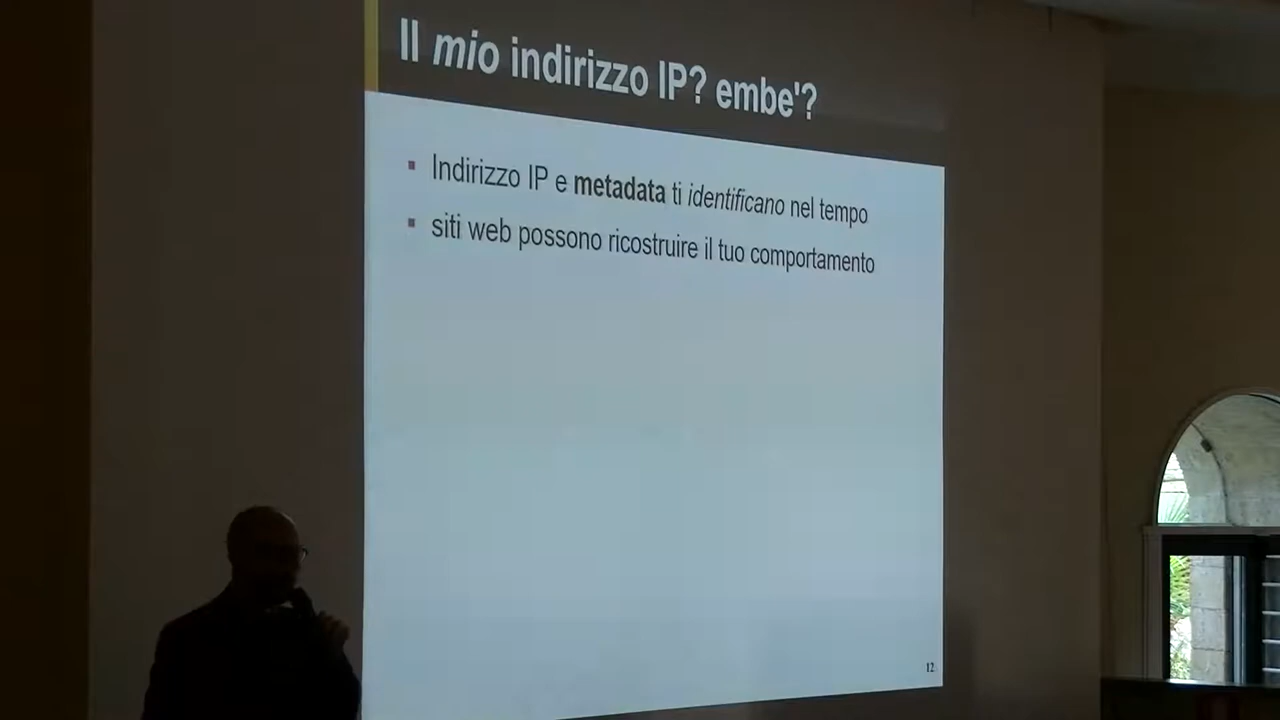 Il mio indirizzo IP? embe'?
Indirizzo IP e metadata ti identificano nel tempo
siti web possono ricostruire il tuo comportamento
12